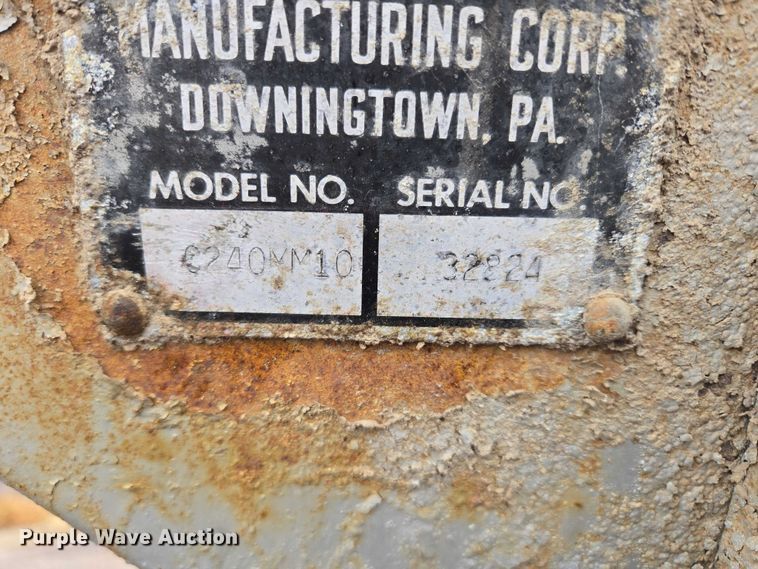 MANUFACTURING CORP.
DOWNINGTOWN, PA.
MODEL NO. SERIAL NO.
C240MM10 32824
Purple Wave Auction